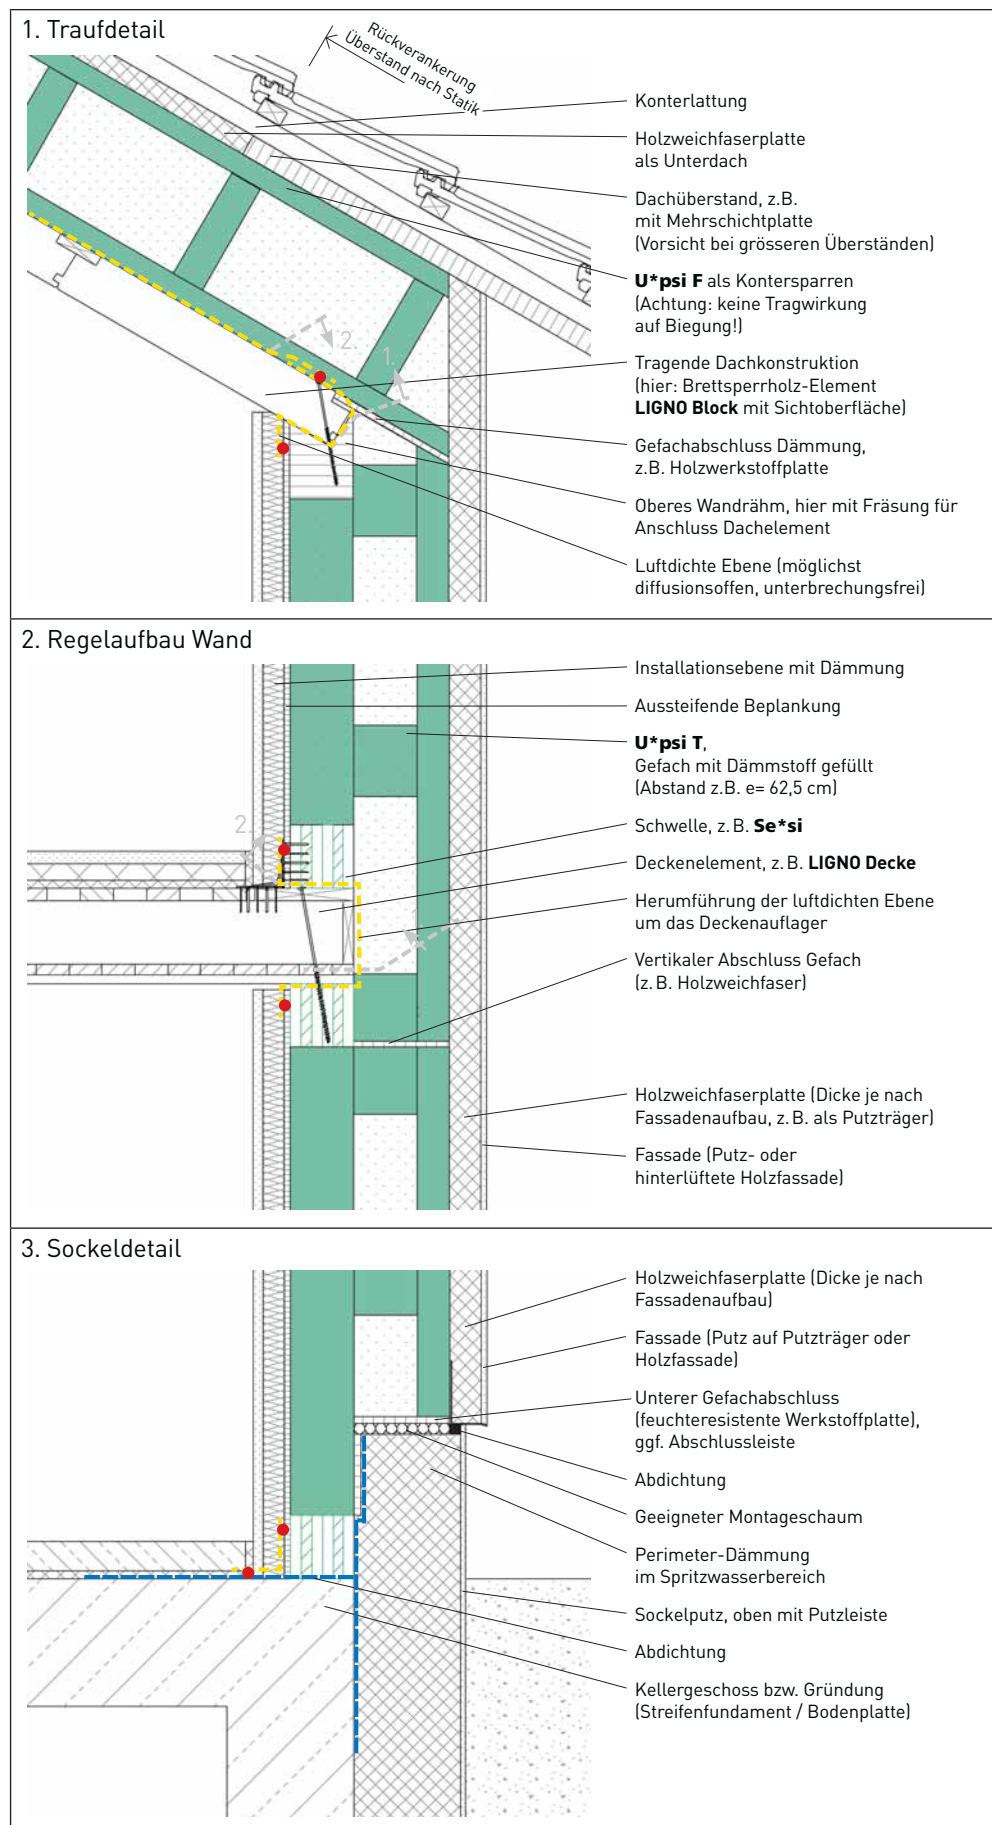 1. Traufdetail
Rückverankerung
Überstand nach Statik
Konterlattung
Holzweichfaserplatte
als Unterdach
Dachüberstand, z.B.
mit Mehrschichtplatte
(Vorsicht bei grösseren Überständen)
U*psi F als Kontersparren
(Achtung: keine Tragwirkung
auf Biegung!)
2.
1.
Tragende Dachkonstruktion
(hier: Brettsperrholz-Element
LIGNO Block mit Sichtoberfläche)
Gefachabschluss Dämmung,
z.B. Holzwerkstoffplatte
Oberes Wandrähm, hier mit Fräsung für
Anschluss Dachelement
Luftdichte Ebene (möglichst
diffusionsoffen, unterbrechungsfrei)
2. Regelaufbau Wand
Installationsebene mit Dämmung
Aussteifende Beplankung
U*psi T,
Gefach mit Dämmstoff gefüllt
(Abstand z.B. e= 62,5 cm)
2.
Schwelle, z.B. Se*si
Deckenelement, z.B. LIGNO Decke
Herumführung der luftdichten Ebene
um das Deckenauflager
Vertikaler Abschluss Gefach
(z.B. Holzweichfaser)
Holzweichfaserplatte (Dicke je nach
Fassadenaufbau, z.B. als Putzträger)
Fassade (Putz- oder
hinterlüftete Holzfassade)
3. Sockeldetail
Holzweichfaserplatte (Dicke je nach
Fassadenaufbau)
Fassade (Putz auf Putzträger oder
Holzfassade)
Unterer Gefachabschluss
(feuchteresistente Werkstoffplatte),
ggf. Abschlussleiste
Abdichtung
Geeigneter Montageschaum
Perimeter-Dämmung
im Spritzwasserbereich
Sockelputz, oben mit Putzleiste
Abdichtung
Kellergeschoss bzw. Gründung
(Streifenfundament / Bodenplatte)